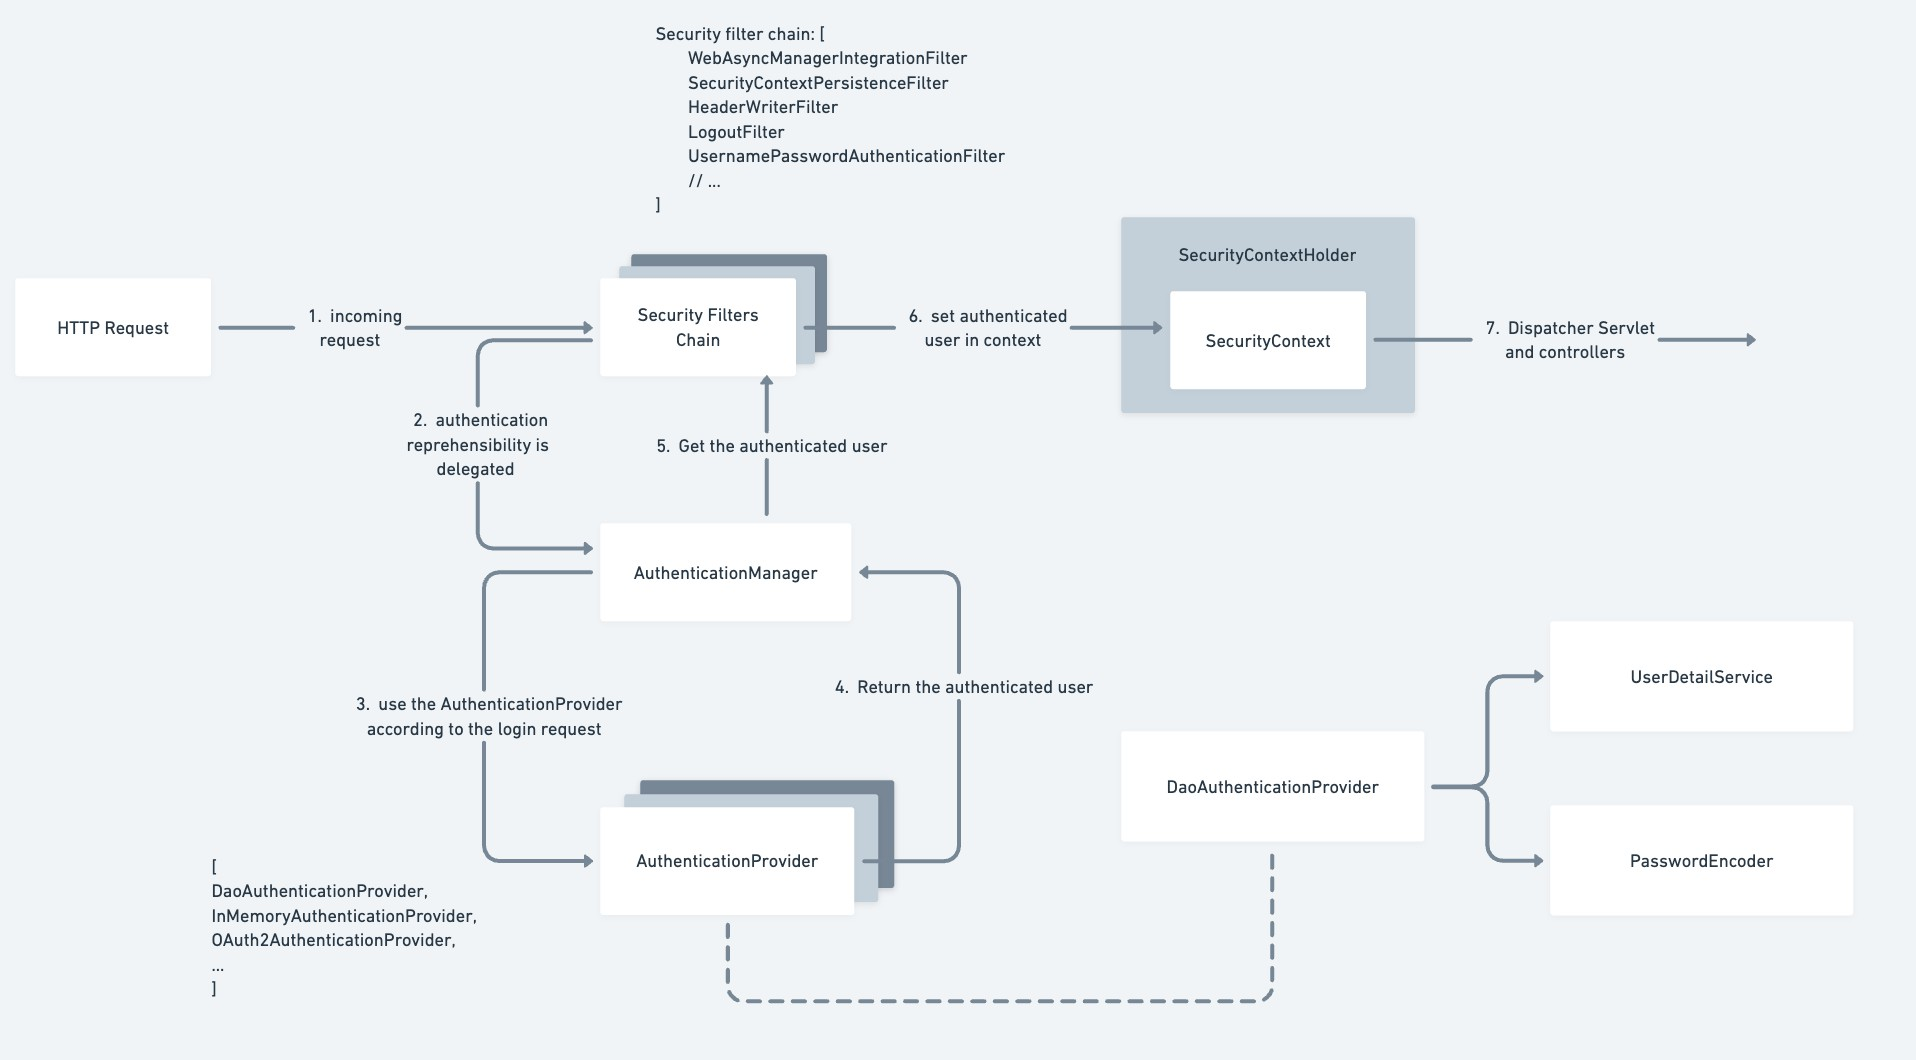 Security filter chain: [
WebAsyncManagerIntegrationFilter
SecurityContextPersistenceFilter
HeaderWriterFilter
LogoutFilter
UsernamePasswordAuthenticationFilter
// ...
]
HTTP Request
1. incoming
request
Security Filters
Chain
6. set authenticated
user in context
SecurityContextHolder
SecurityContext
7. Dispatcher Servlet
and controllers
2. authentication
reprehensibility is
delegated
5. Get the authenticated user
AuthenticationManager
3. use the AuthenticationProvider
according to the login request
4. Return the authenticated user
AuthenticationProvider
[
DaoAuthenticationProvider,
InMemoryAuthenticationProvider,
OAuth2AuthenticationProvider,
...
]
DaoAuthenticationProvider
UserDetailService
PasswordEncoder